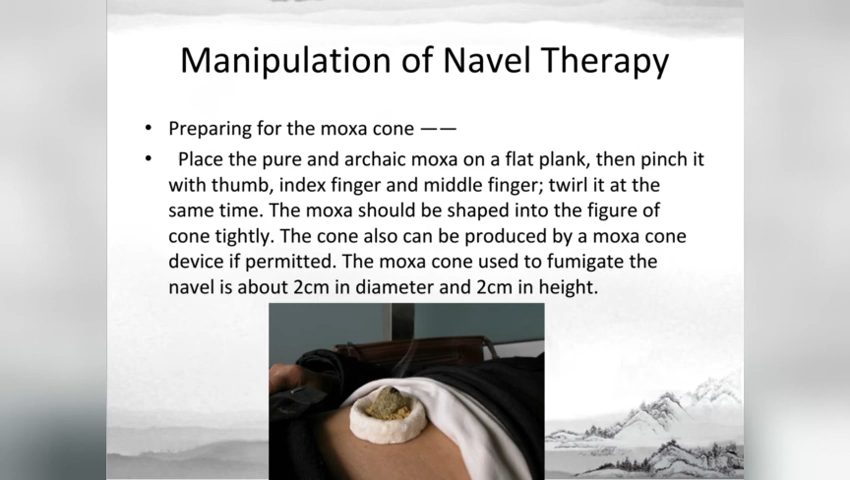 Manipulation of Navel Therapy
• Preparing for the moxa cone ——
• Place the pure and archaic moxa on a flat plank, then pinch it
with thumb, index finger and middle finger; twirl it at the
same time. The moxa should be shaped into the figure of
cone tightly. The cone also can be produced by a moxa cone
device if permitted. The moxa cone used to fumigate the
navel is about 2cm in diameter and 2cm in height.